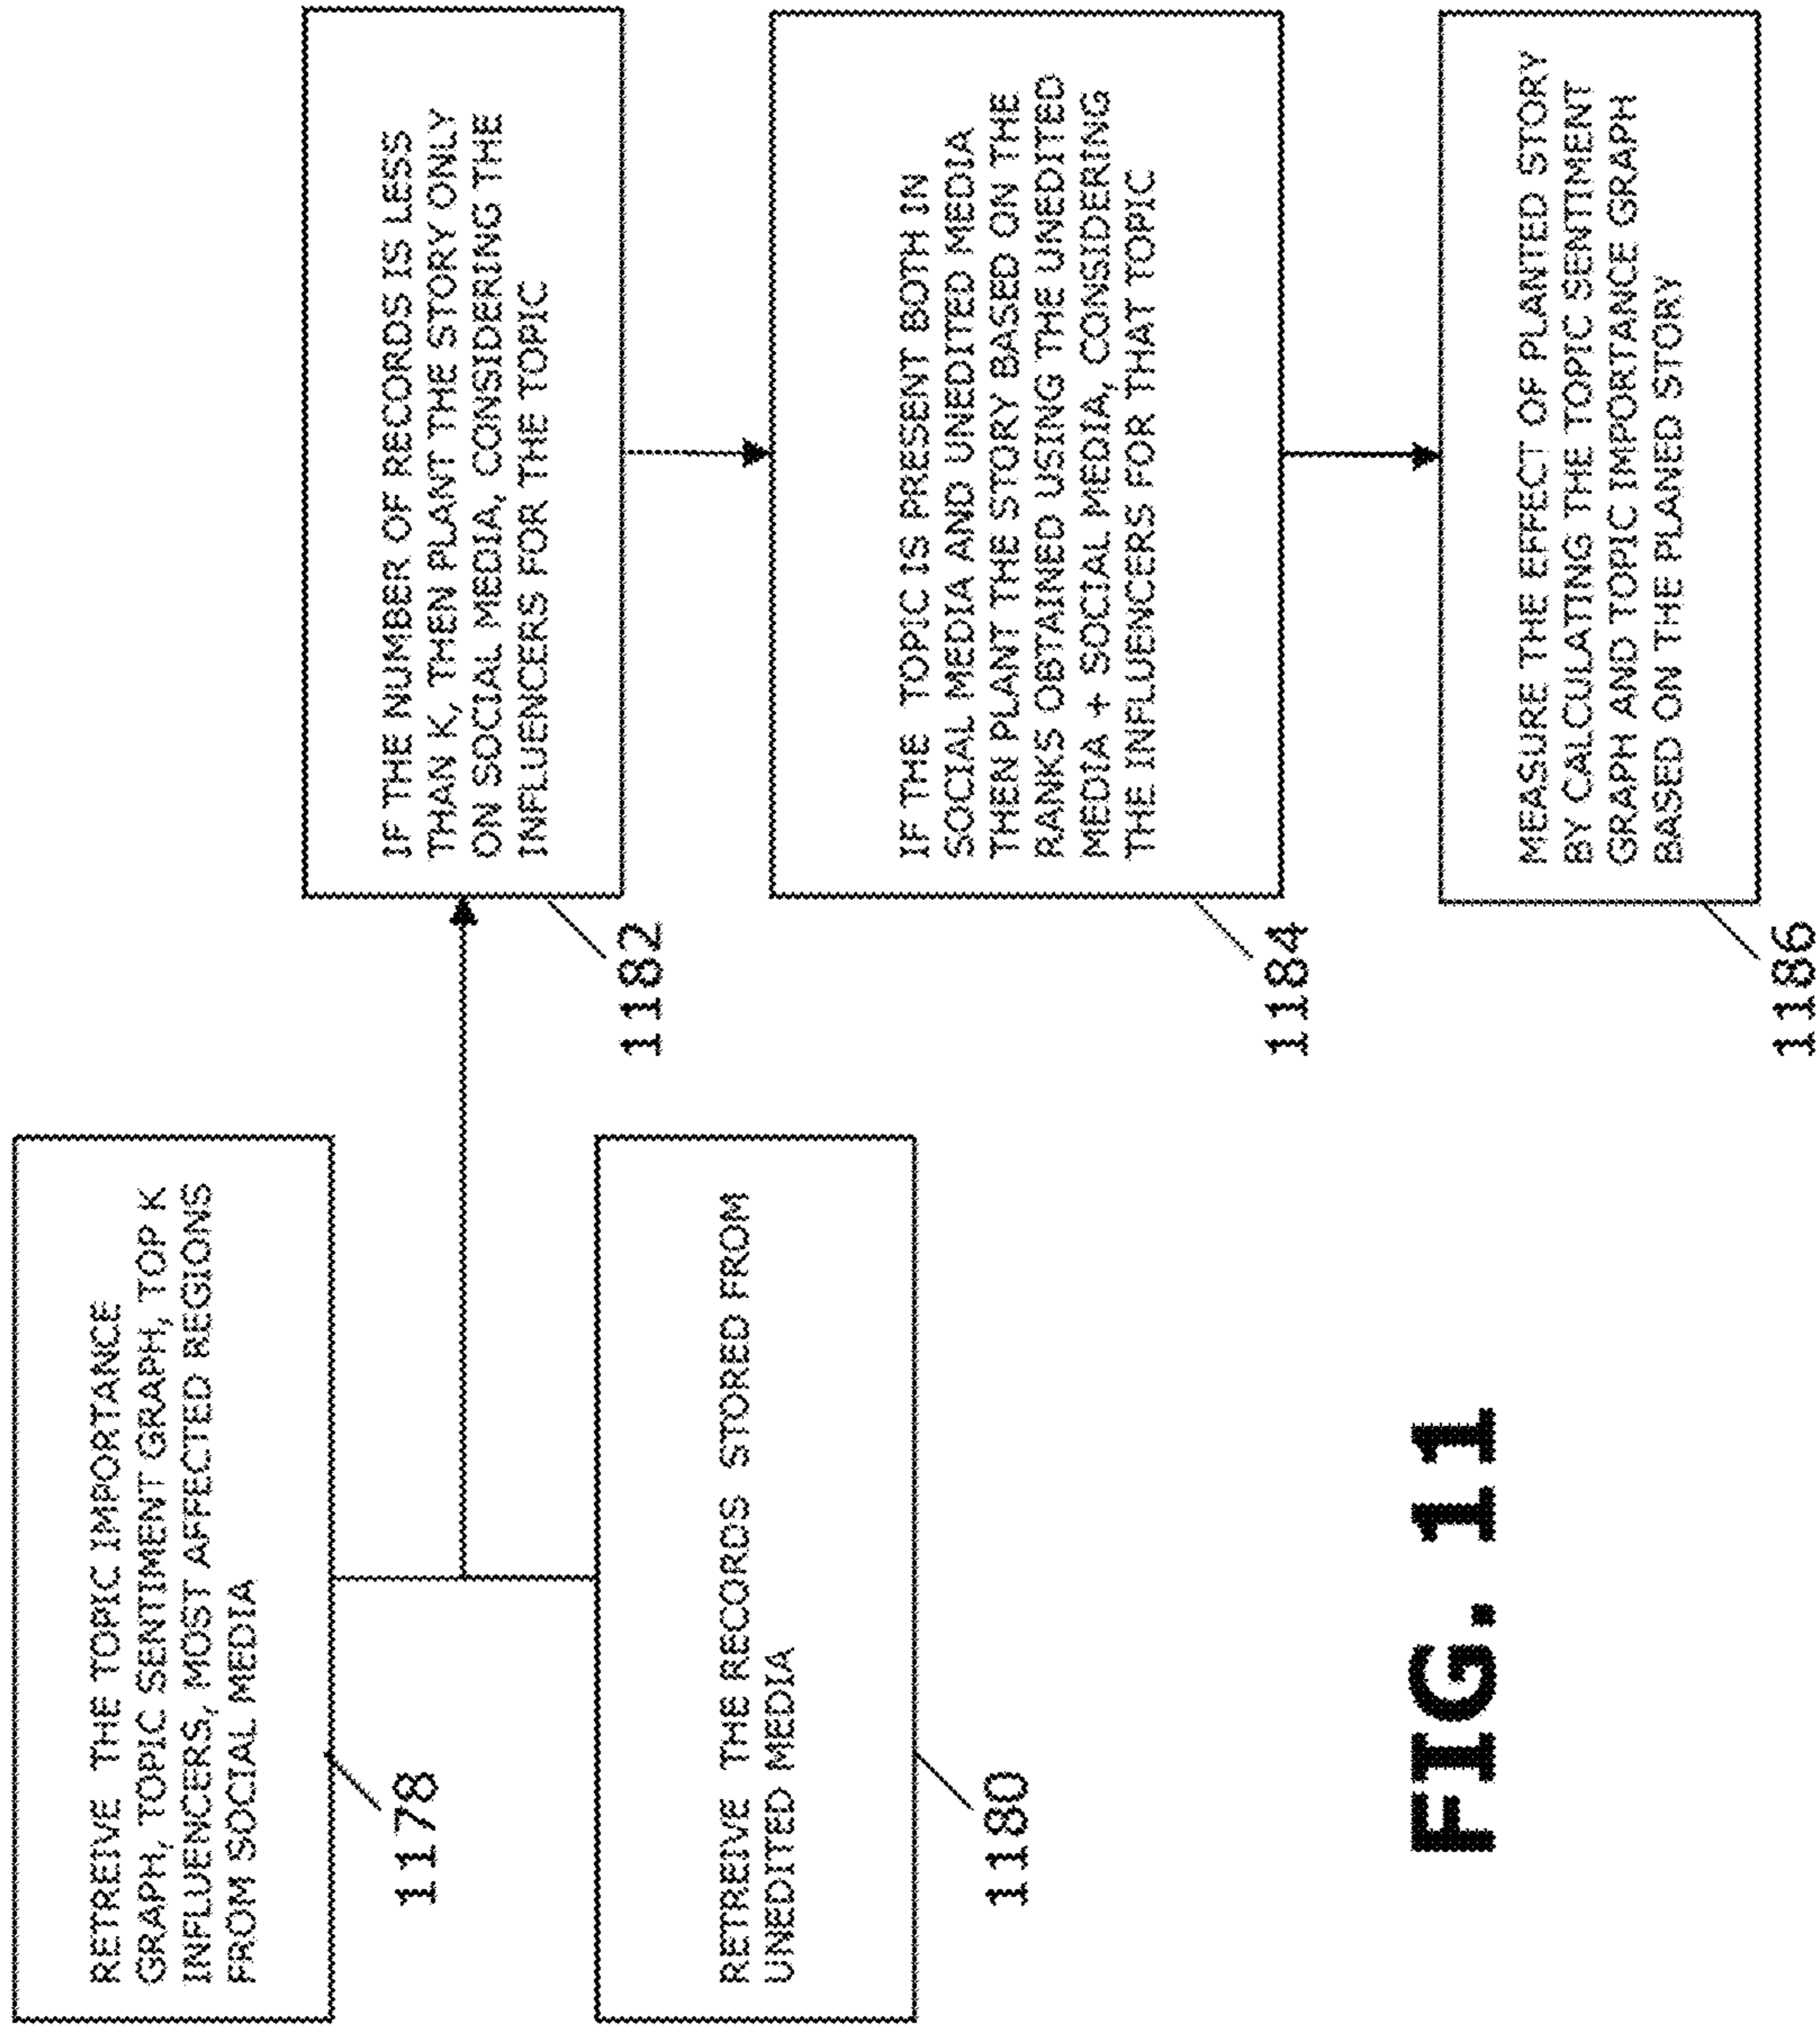 RETREIVE THE TOPIC IMPORTANCE
GRAPH, TOPIC SENTIMENT GRAPH, TOP K
INFLUENCERS, MOST AFFECTED REGIONS
FROM SOCIAL MEDIA
1178
RETREIVE THE RECORDS STORED FROM
UNEDITED MEDIA
1180
IF THE NUMBER OF RECORDS IS LESS
THAN K, THEN PLANT THE STORY ONLY
ON SOCIAL MEDIA, CONSIDERING THE
INFLUENCERS FOR THE TOPIC
1182
IF THE TOPIC IS PRESENT BOTH IN
SOCIAL MEDIA AND UNEDITED MEDIA
THEN PLANT THE STORY BASED ON THE
RANKS OBTAINED USING THE UNEDITED
MEDIA + SOCIAL MEDIA, CONSIDERING
THE INFLUENCERS FOR THAT TOPIC
1184
MEASURE THE EFFECT OF PLANTED STORY
BY CALCULATING THE TOPIC SENTIMENT
GRAPH AND TOPIC IMPORTANCE GRAPH
BASED ON THE PLANED STORY
1186
FIG. 11